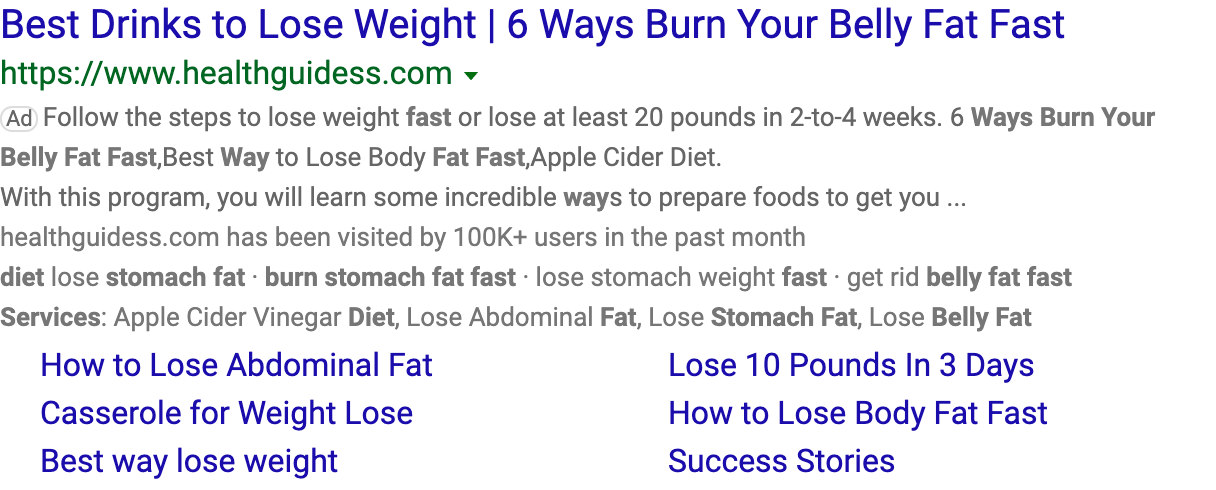 Best Drinks to Lose Weight | 6 Ways Burn Your Belly Fat Fast
https://www.healthguidess.com
Ad Follow the steps to lose weight fast or lose at least 20 pounds in 2-to-4 weeks. 6 Ways Burn Your
Belly Fat Fast,Best Way to Lose Body Fat Fast,Apple Cider Diet.
With this program, you will learn some incredible ways to prepare foods to get you ...
healthguidess.com has been visited by 100K+ users in the past month
diet lose stomach fat · burn stomach fat fast · lose stomach weight fast · get rid belly fat fast
Services: Apple Cider Vinegar Diet, Lose Abdominal Fat, Lose Stomach Fat, Lose Belly Fat
How to Lose Abdominal Fat
Lose 10 Pounds In 3 Days
Casserole for Weight Lose
How to Lose Body Fat Fast
Best way lose weight
Success Stories